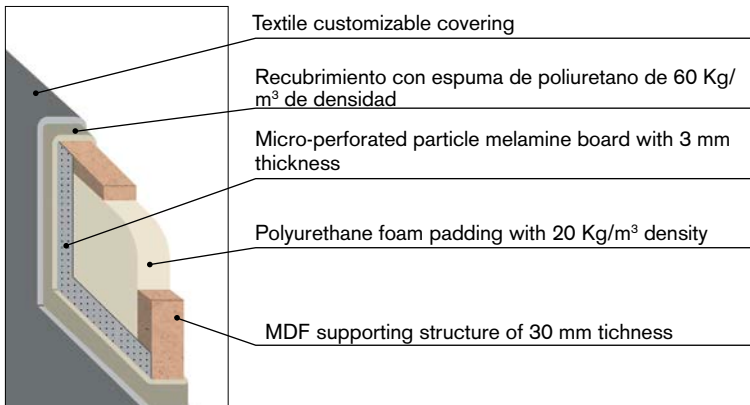 Textile customizable covering
Recubrimiento con espuma de poliuretano de 60 Kg/
m³ de densidad
Micro-perforated particle melamine board with 3 mm
thickness
Polyurethane foam padding with 20 Kg/m³ density
MDF supporting structure of 30 mm tichness